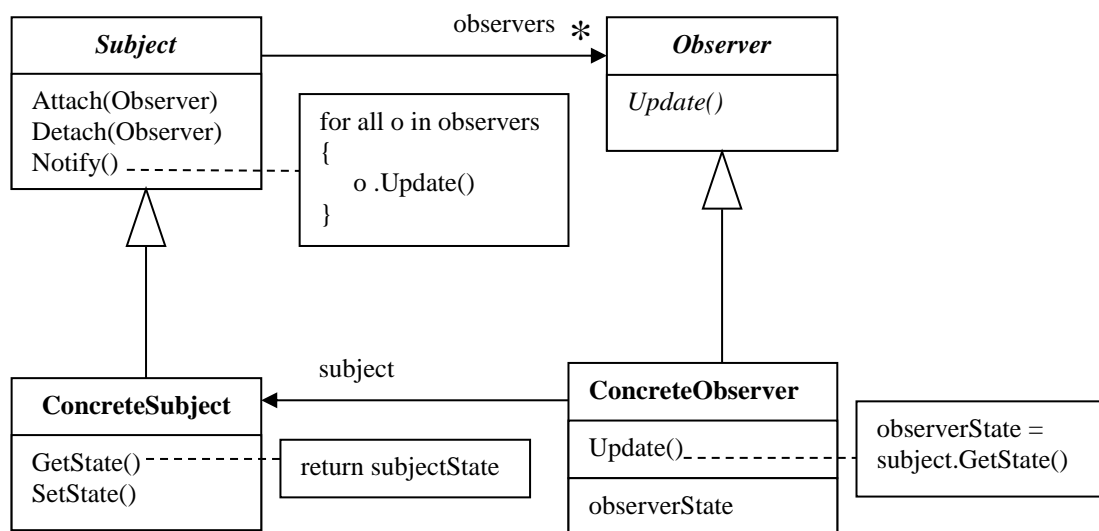 Subject
Attach(Observer)
Detach(Observer)
Notify()
observers *
Observer
Update()
for all o in observers
{
o .Update()
}
ConcreteSubject
GetState()
SetState()
return subjectState
subject
ConcreteObserver
Update()
observerState
observerState =
subject.GetState()